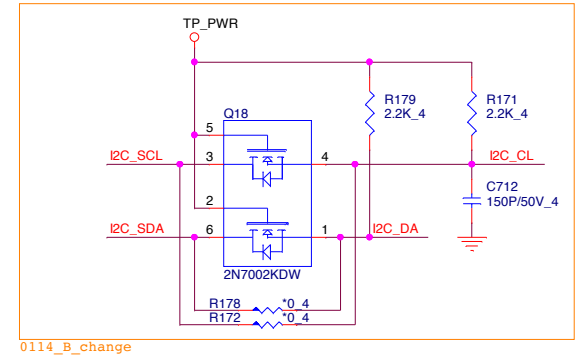 TP_PWR
R179
2.2K_4
R171
2.2K_4
Q18
5
I2C_SCL
3
4
I2C_CL
C712
150P/50V_4
2
I2C_SDA
6
1
I2C_DA
2N7002KDW
R178
*0_4
R172
*0_4
0114_B_change